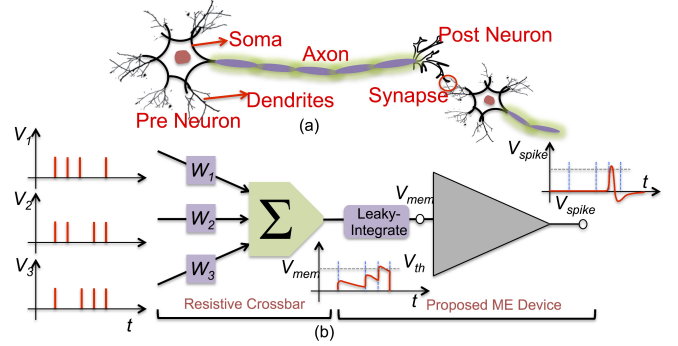 Soma
Axon
Post Neuron
Dendrites
Synapse
Pre Neuron
(a)
V1
V2
V3
t
W1
W2
W3
Σ
Leaky-
Integrate
Vmem
Vmem
Vth
t
Vspike
t
Vspike
Resistive Crossbar
Proposed ME Device
(b)